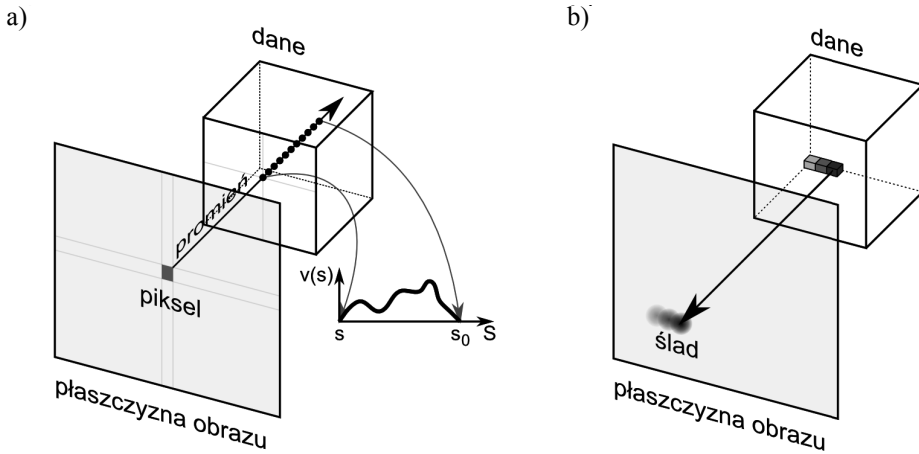 a)
dane
promień
piksel
v(s)
s
s₀
S
płaszczyzna obrazu
b)
dane
ślad
płaszczyzna obrazu